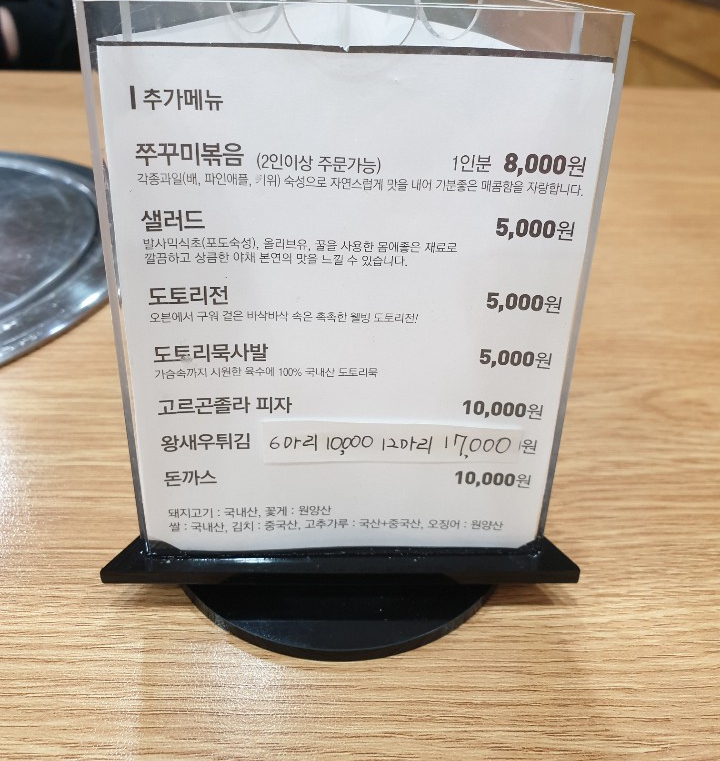 추가메뉴
쭈꾸미볶음 (2인이상 주문가능) 1인분 8,000원
각종과일(배, 파인애플, 키위) 숙성으로 자연스럽게 맛을 내어 기분좋은 매콤함을 자랑합니다.
샐러드 5,000원
발사믹식초(포도숙성), 올리브유, 꿀을 사용한 몸에좋은 재료로
깔끔하고 상큼한 야채 본연의 맛을 느낄 수 있습니다.
도토리전 5,000원
오븐에서 구워 겉은 바삭바삭 속은 촉촉한 웰빙 도토리전!
도토리묵사발 5,000원
가슴속까지 시원한 육수에 100% 국내산 도토리묵
고르곤졸라 피자 10,000원
왕새우튀김 6마리 10,000 12마리 17,000원
돈까스 10,000원
돼지고기 : 국내산, 꽃게 : 원양산
쌀 : 국내산, 김치 : 중국산, 고추가루 : 국산+중국산, 오징어 : 원양산